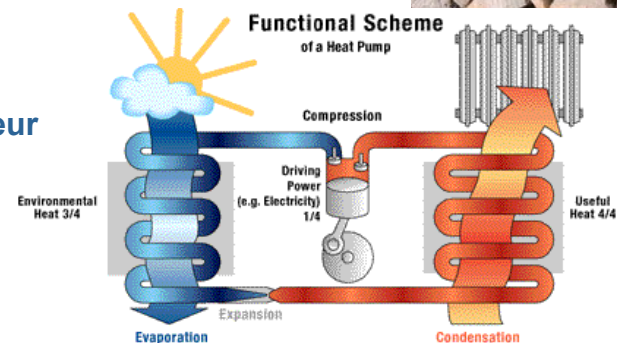 Functional Scheme
of a Heat Pump
eur
Compression
Driving
Power
(e.g. Electricity)
1/4
Environmental
Heat 3/4
Useful
Heat 4/4
Expansion
Evaporation
Condensation